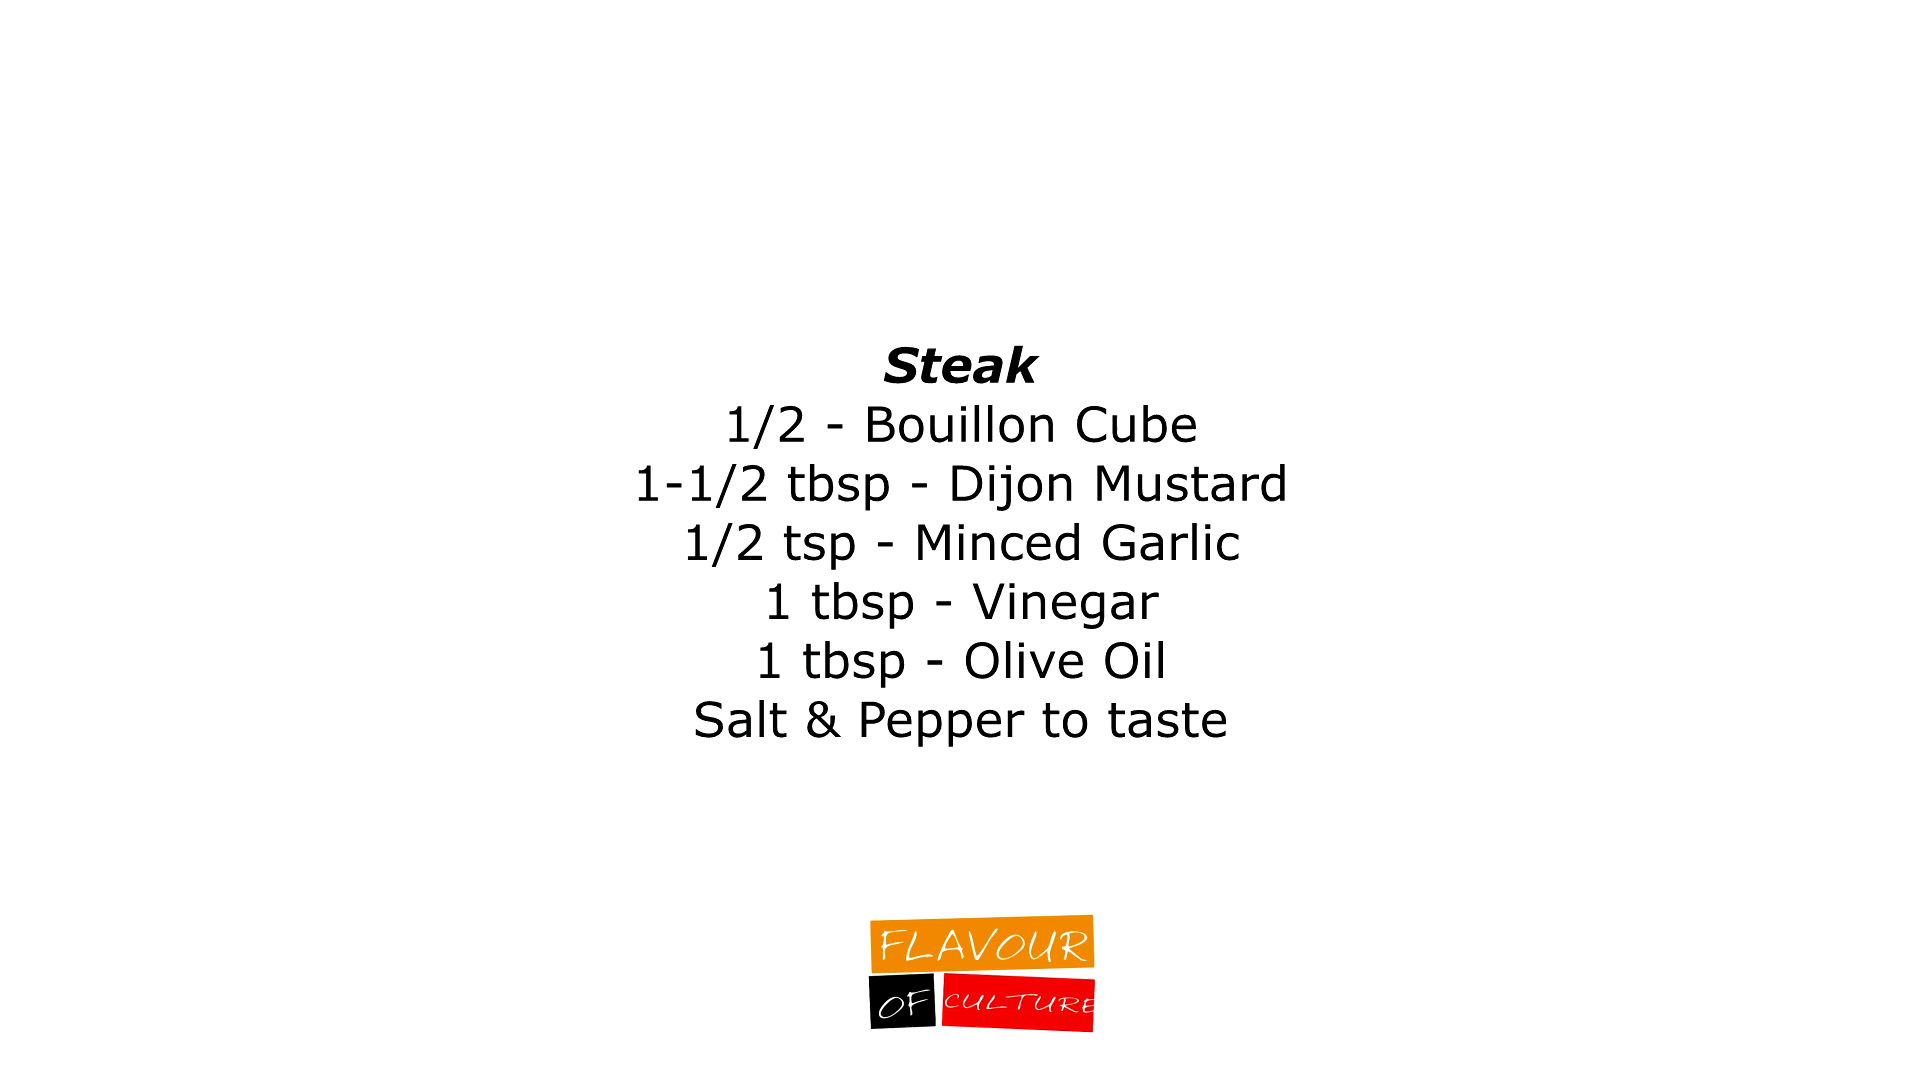 Steak
1/2 - Bouillon Cube
1-1/2 tbsp - Dijon Mustard
1/2 tsp - Minced Garlic
1 tbsp - Vinegar
1 tbsp - Olive Oil
Salt & Pepper to taste
FLAVOUR
OF CULTURE